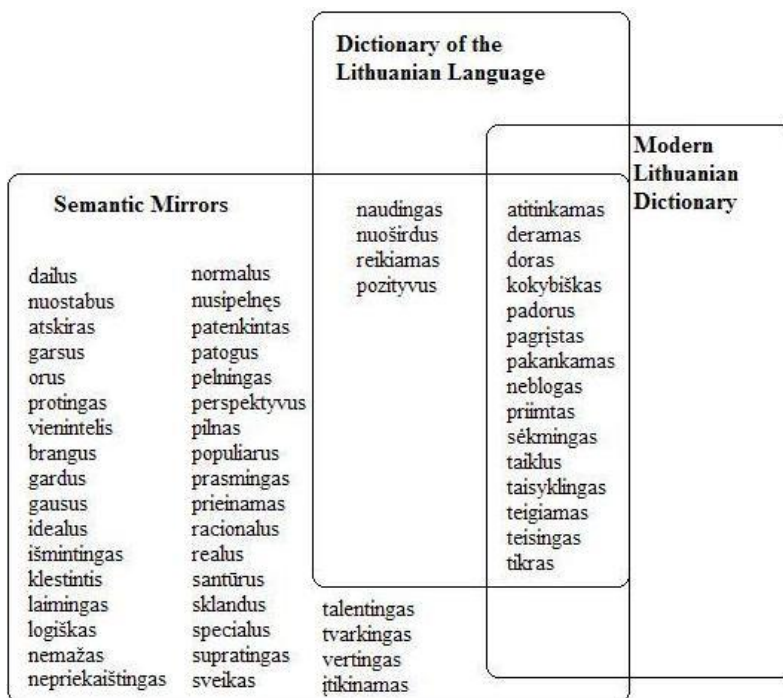 Dictionary of the
Lithuanian Language
Modern
Lithuanian
Dictionary
Semantic Mirrors
dailus
nuostabus
atskiras
garsus
orus
protingas
vienintelis
brangus
gardus
gausus
idealus
išmintingas
klestintis
laimingas
logiškas
nemažas
nepriekaištingas
normalus
nusipelnęs
patenkintas
patogus
pelningas
perspektyvus
pilnas
populiarus
prasmingas
prieinamas
racionalus
realus
santūrus
sklandus
specialus
supratingas
sveikas
talentingas
tvarkingas
vertingas
įtikinamas
naudingas
nuoširdus
reikiamas
pozityvus
atitinkamas
deramas
doras
kokybiškas
padorus
pagrįstas
pakankamas
neblogas
priimtas
sėkmingas
taiklus
taisyklingas
teigiamas
teisingas
tikras